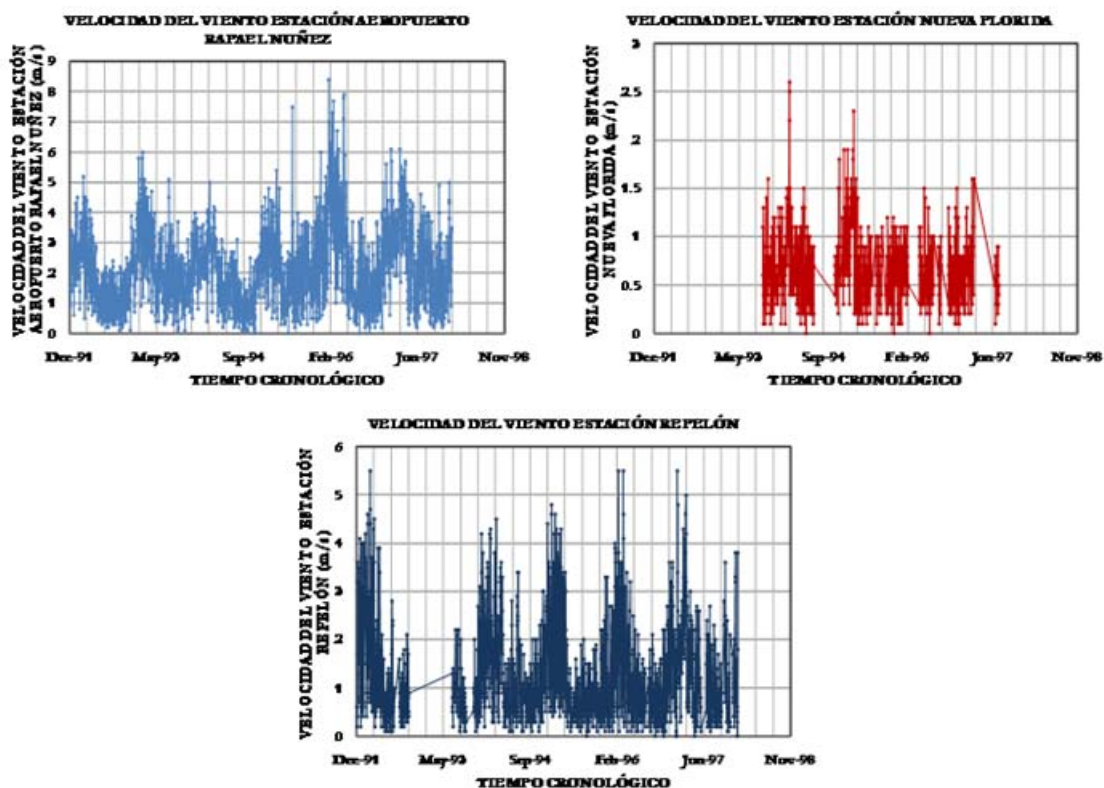 VELOCIDAD DEL VIENTO ESTACIÓN AEROPUERTO
RAFAEL NUÑEZ
VELOCIDAD DEL VIENTO ESTACIÓN
AEROPUERTO RAFAEL NUÑEZ (m/s)
9
8
7
6
5
4
3
2
1
0
Dec-91 May-93 Sep-94 Feb-96 Jun-97 Nov-98
TIEMPO CRONOLÓGICO
VELOCIDAD DEL VIENTO ESTACIÓN NUEVA FLORIDA
VELOCIDAD DEL VIENTO ESTACIÓN
NUEVA FLORIDA (m/s)
3
2.5
2
1.5
1
0.5
0
Dec-91 May-93 Sep-94 Feb-96 Jun-97 Nov-98
TIEMPO CRONOLÓGICO
VELOCIDAD DEL VIENTO ESTACIÓN REPELÓN
VELOCIDAD DEL VIENTO ESTACIÓN
REPELÓN (m/s)
6
5
4
3
2
1
0
Dec-91 May-93 Sep-94 Feb-96 Jun-97 Nov-98
TIEMPO CRONOLÓGICO